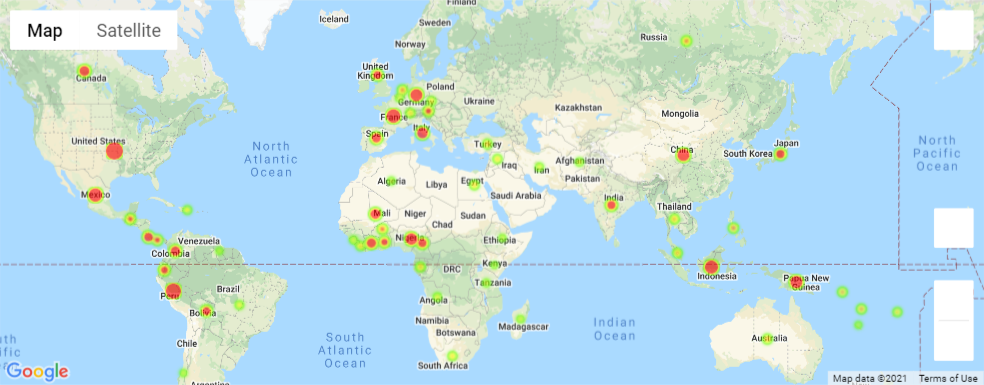 Map
Satellite
Iceland
Finland
Sweden
Norway
Russia
Canada
United
Kingdom
Poland
Germany
Ukraine
France
Kazakhstan
Mongolia
United States
North
Atlantic
Ocean
Spain
Italy
Turkey
China
South Korea
Japan
North
Pacific
Ocean
Iraq
Iran
Afghanistan
Pakistan
Algeria
Libya
Egypt
Saudi Arabia
Mexico
India
Thailand
Mali
Niger
Chad
Sudan
Nigeria
Ethiopia
Venezuela
Colombia
DRC
Kenya
Tanzania
Indonesia
Papua New
Guinea
Peru
Brazil
Bolivia
Angola
Namibia
Botswana
Madagascar
Indian
Ocean
Australia
South
Atlantic
Ocean
Chile
South Africa
Argentina
Google
Map data ©2021
Terms of Use